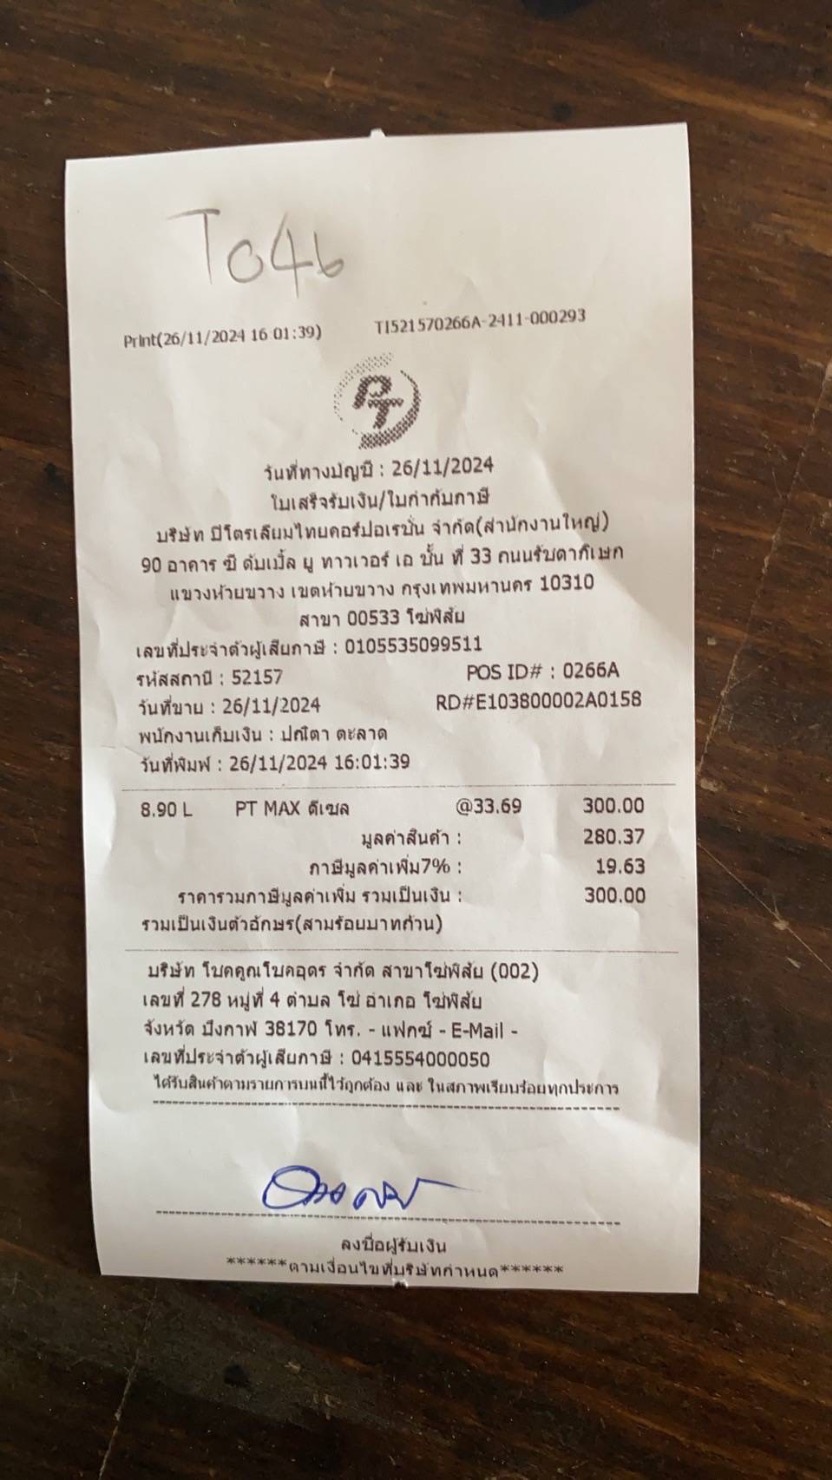 T046
Print(26/11/2024 16 01:39) TI521570266A-2411-000293
PT
วันที่ทางบัญชี : 26/11/2024
ใบเสร็จรับเงิน/ใบกำกับภาษี
บริษัท ปิโตรเลียมไทยคอร์ปอเรชั่น จำกัด(สำนักงานใหญ่)
90 อาคาร ซี ดับเบิ้ล ยู ทาวเวอร์ เอ ชั้น ที่ 33 ถนนรัชดาภิเษก
แขวงห้วยขวาง เขตห้วยขวาง กรุงเทพมหานคร 10310
สาขา 00533 โซ่พิสัย
เลขที่ประจำตัวผู้เสียภาษี : 0105535099511
รหัสสถานี : 52157 POS ID# : 0266A
วันที่ขาย : 26/11/2024 RD#E103800002A0158
พนักงานเก็บเงิน : ปณิตา ตะลาด
วันที่พิมพ์ : 26/11/2024 16:01:39
8.90 L PT MAX ดีเซล @33.69 300.00
มูลค่าสินค้า : 280.37
ภาษีมูลค่าเพิ่ม7% : 19.63
ราคารวมภาษีมูลค่าเพิ่ม รวมเป็นเงิน : 300.00
รวมเป็นเงินตัวอักษร(สามร้อยบาทถ้วน)
บริษัท โชคคูณโชคอุดร จำกัด สาขาโซ่พิสัย (002)
เลขที่ 278 หมู่ที่ 4 ตำบล โซ่ อำเภอ โซ่พิสัย
จังหวัด บึงกาฬ 38170 โทร. - แฟกซ์ - E-Mail -
เลขที่ประจำตัวผู้เสียภาษี : 0415554000050
ได้รับสินค้าตามรายการบนนี้ไว้ถูกต้อง และ ในสภาพเรียบร้อยทุกประการ
ลงชื่อผู้รับเงิน
******ตามเงื่อนไขที่บริษัทกำหนด******